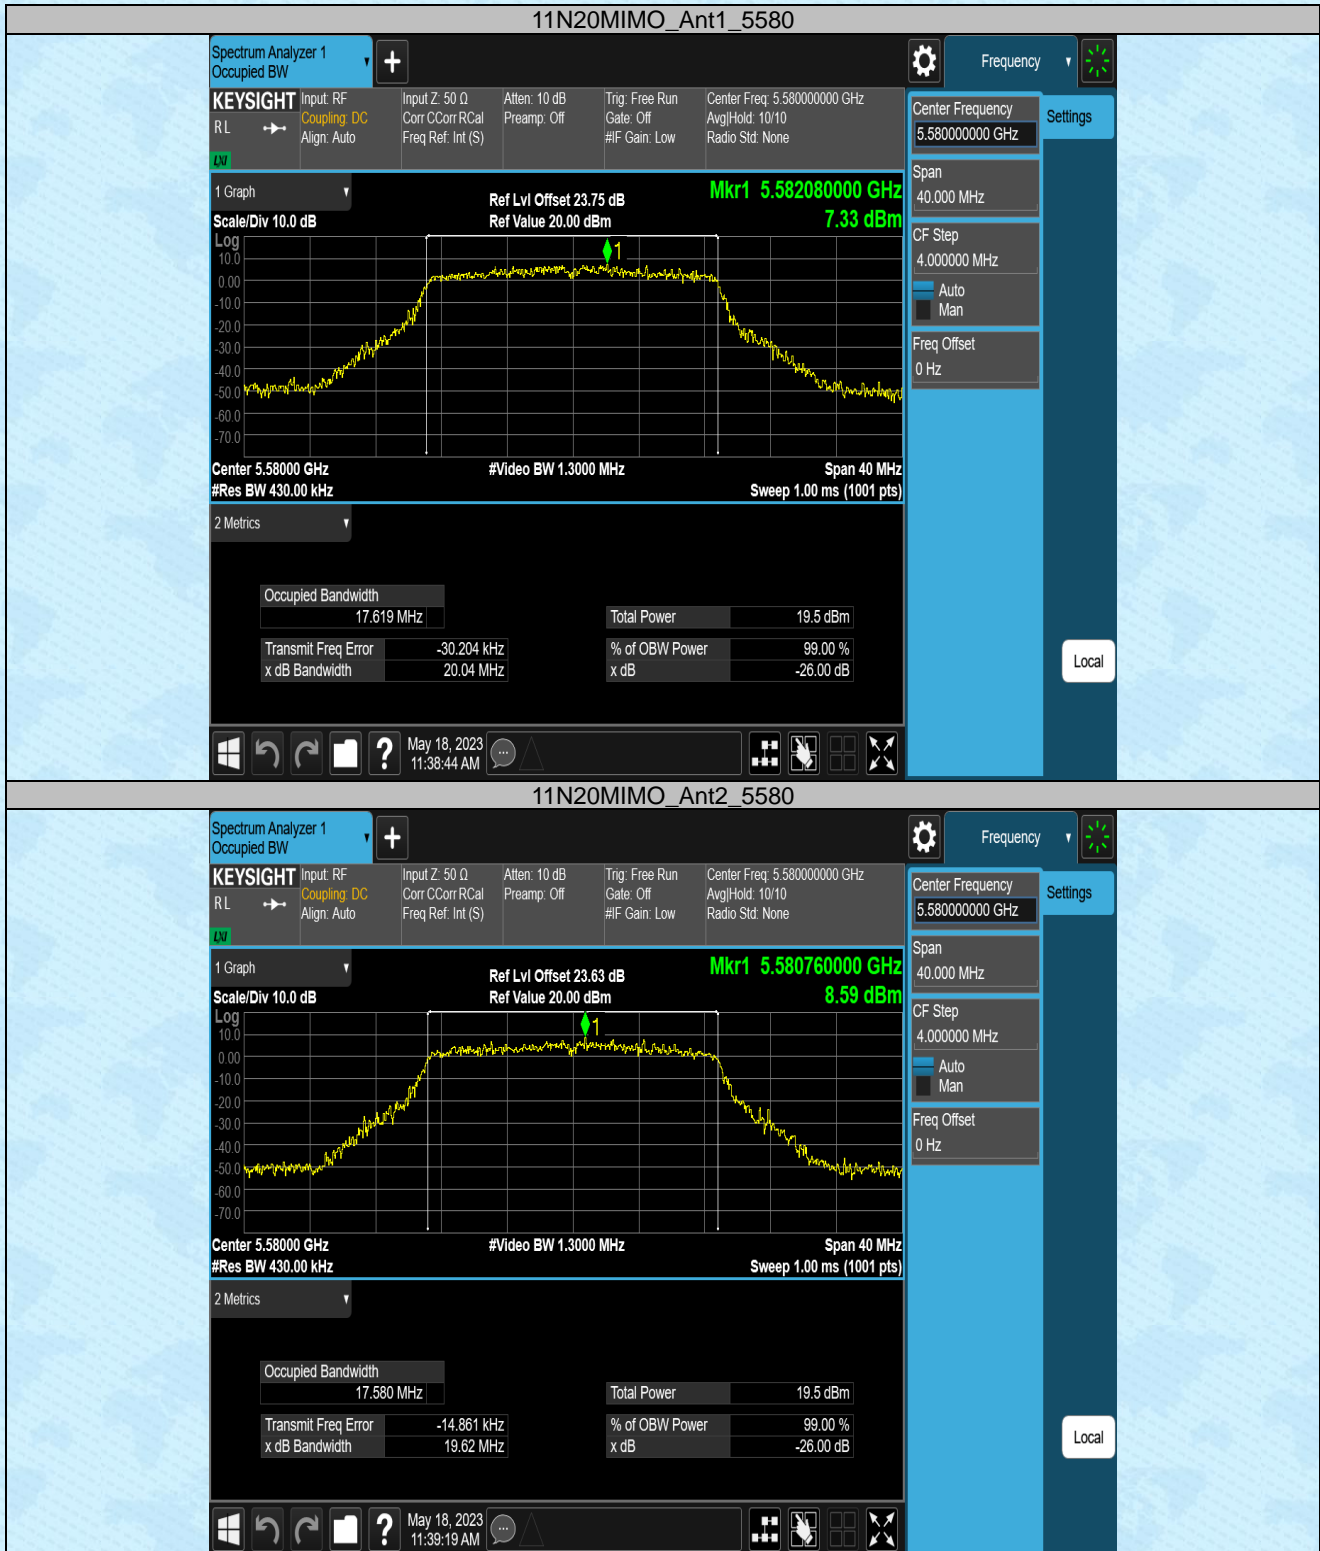 11N20MIMO_Ant1_5580
Spectrum Analyzer 1
Occupied BW
Frequency
KEYSIGHT
R L
LXI
Input: RF
Coupling: DC
Align: Auto
Input Z: 50 Ω
Corr CCorr RCal
Freq Ref: Int (S)
Atten: 10 dB
Preamp: Off
Trig: Free Run
Gate: Off
#IF Gain: Low
Center Freq: 5.580000000 GHz
Avg|Hold: 10/10
Radio Std: None
Center Frequency
5.580000000 GHz
Settings
Span
40.000 MHz
CF Step
4.000000 MHz
Auto
Man
Freq Offset
0 Hz
Local
1 Graph
Scale/Div 10.0 dB
Ref Lvl Offset 23.75 dB
Ref Value 20.00 dBm
Mkr1 5.582080000 GHz
7.33 dBm
Log
10.0
0.00
-10.0
-20.0
-30.0
-40.0
-50.0
-60.0
-70.0
1
Center 5.58000 GHz
#Video BW 1.3000 MHz
Span 40 MHz
#Res BW 430.00 kHz
Sweep 1.00 ms (1001 pts)
2 Metrics
Occupied Bandwidth
17.619 MHz
Total Power 19.5 dBm
Transmit Freq Error -30.204 kHz
% of OBW Power 99.00 %
x dB Bandwidth 20.04 MHz
x dB -26.00 dB
?
May 18, 2023
11:38:44 AM
11N20MIMO_Ant2_5580
Spectrum Analyzer 1
Occupied BW
Frequency
KEYSIGHT
R L
LXI
Input: RF
Coupling: DC
Align: Auto
Input Z: 50 Ω
Corr CCorr RCal
Freq Ref: Int (S)
Atten: 10 dB
Preamp: Off
Trig: Free Run
Gate: Off
#IF Gain: Low
Center Freq: 5.580000000 GHz
Avg|Hold: 10/10
Radio Std: None
Center Frequency
5.580000000 GHz
Settings
Span
40.000 MHz
CF Step
4.000000 MHz
Auto
Man
Freq Offset
0 Hz
Local
1 Graph
Scale/Div 10.0 dB
Ref Lvl Offset 23.63 dB
Ref Value 20.00 dBm
Mkr1 5.580760000 GHz
8.59 dBm
Log
10.0
0.00
-10.0
-20.0
-30.0
-40.0
-50.0
-60.0
-70.0
1
Center 5.58000 GHz
#Video BW 1.3000 MHz
Span 40 MHz
#Res BW 430.00 kHz
Sweep 1.00 ms (1001 pts)
2 Metrics
Occupied Bandwidth
17.580 MHz
Total Power 19.5 dBm
Transmit Freq Error -14.861 kHz
% of OBW Power 99.00 %
x dB Bandwidth 19.62 MHz
x dB -26.00 dB
?
May 18, 2023
11:39:19 AM